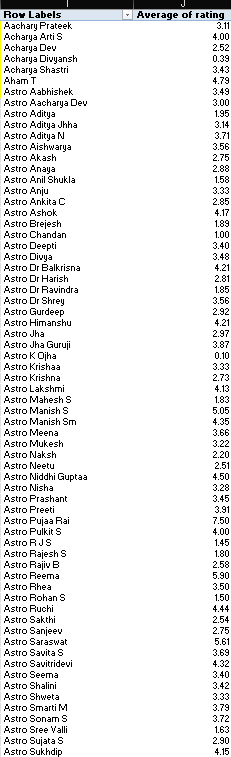 I J
Row Labels Average of rating
Aachary Prateek 3.11
Acharya Arti S 4.00
Acharya Dev 2.52
Acharya Divyansh 0.39
Acharya Shastri 3.43
Aham T 4.79
Astro Aabhishek 3.49
Astro Aacharya Dev 3.00
Astro Aditya 1.95
Astro Aditya Jhha 3.14
Astro Aditya N 3.71
Astro Aishwarya 3.56
Astro Akash 2.75
Astro Anaya 2.88
Astro Anil Shukla 1.58
Astro Anju 3.33
Astro Ankita C 2.85
Astro Ashok 4.17
Astro Brejesh 1.89
Astro Chandan 1.00
Astro Deepti 3.40
Astro Divya 3.48
Astro Dr Balkrisna 4.21
Astro Dr Harish 2.81
Astro Dr Ravindra 1.85
Astro Dr Shrey 3.56
Astro Gurdeep 2.92
Astro Himanshu 4.21
Astro Jha 2.97
Astro Jha Guruji 3.87
Astro K Ojha 0.10
Astro Krishaa 3.33
Astro Krishna 2.73
Astro Lakshmi 4.13
Astro Mahesh S 1.83
Astro Manish S 5.05
Astro Manish Sm 4.35
Astro Meena 3.66
Astro Mukesh 3.22
Astro Naksh 2.20
Astro Neetu 2.51
Astro Niddhi Guptaa 4.50
Astro Nisha 3.28
Astro Prashant 3.45
Astro Preeti 3.91
Astro Pujaa Rai 7.50
Astro Pulkit S 4.00
Astro R J S 1.45
Astro Rajesh S 1.80
Astro Rajiv B 2.58
Astro Reema 5.90
Astro Rhea 3.50
Astro Rohan S 1.50
Astro Ruchi 4.44
Astro Sakthi 2.54
Astro Sanjeev 2.75
Astro Saraswat 5.61
Astro Savita S 3.69
Astro Savitridevi 4.32
Astro Seema 3.40
Astro Shalini 3.42
Astro Shweta 3.33
Astro Smarti M 3.79
Astro Sonam S 3.72
Astro Sree Valli 1.63
Astro Sujata S 2.90
Astro Sukhdip 4.15